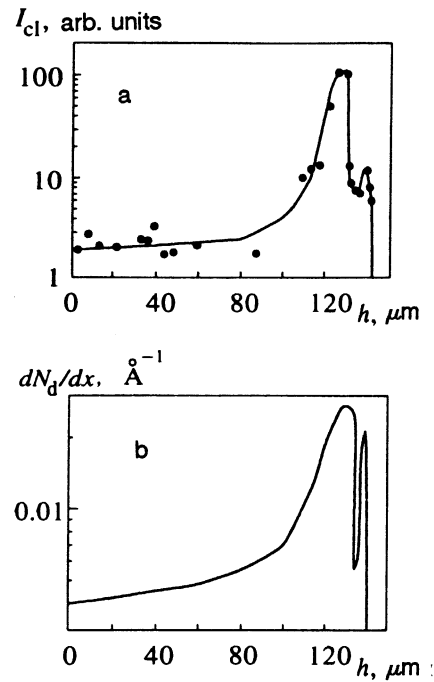 I_cl, arb. units
a
100
10
1
0 40 80 120 h, μm
dN_d/dx, Å⁻¹
b
0.01
0 40 80 120 h, μm